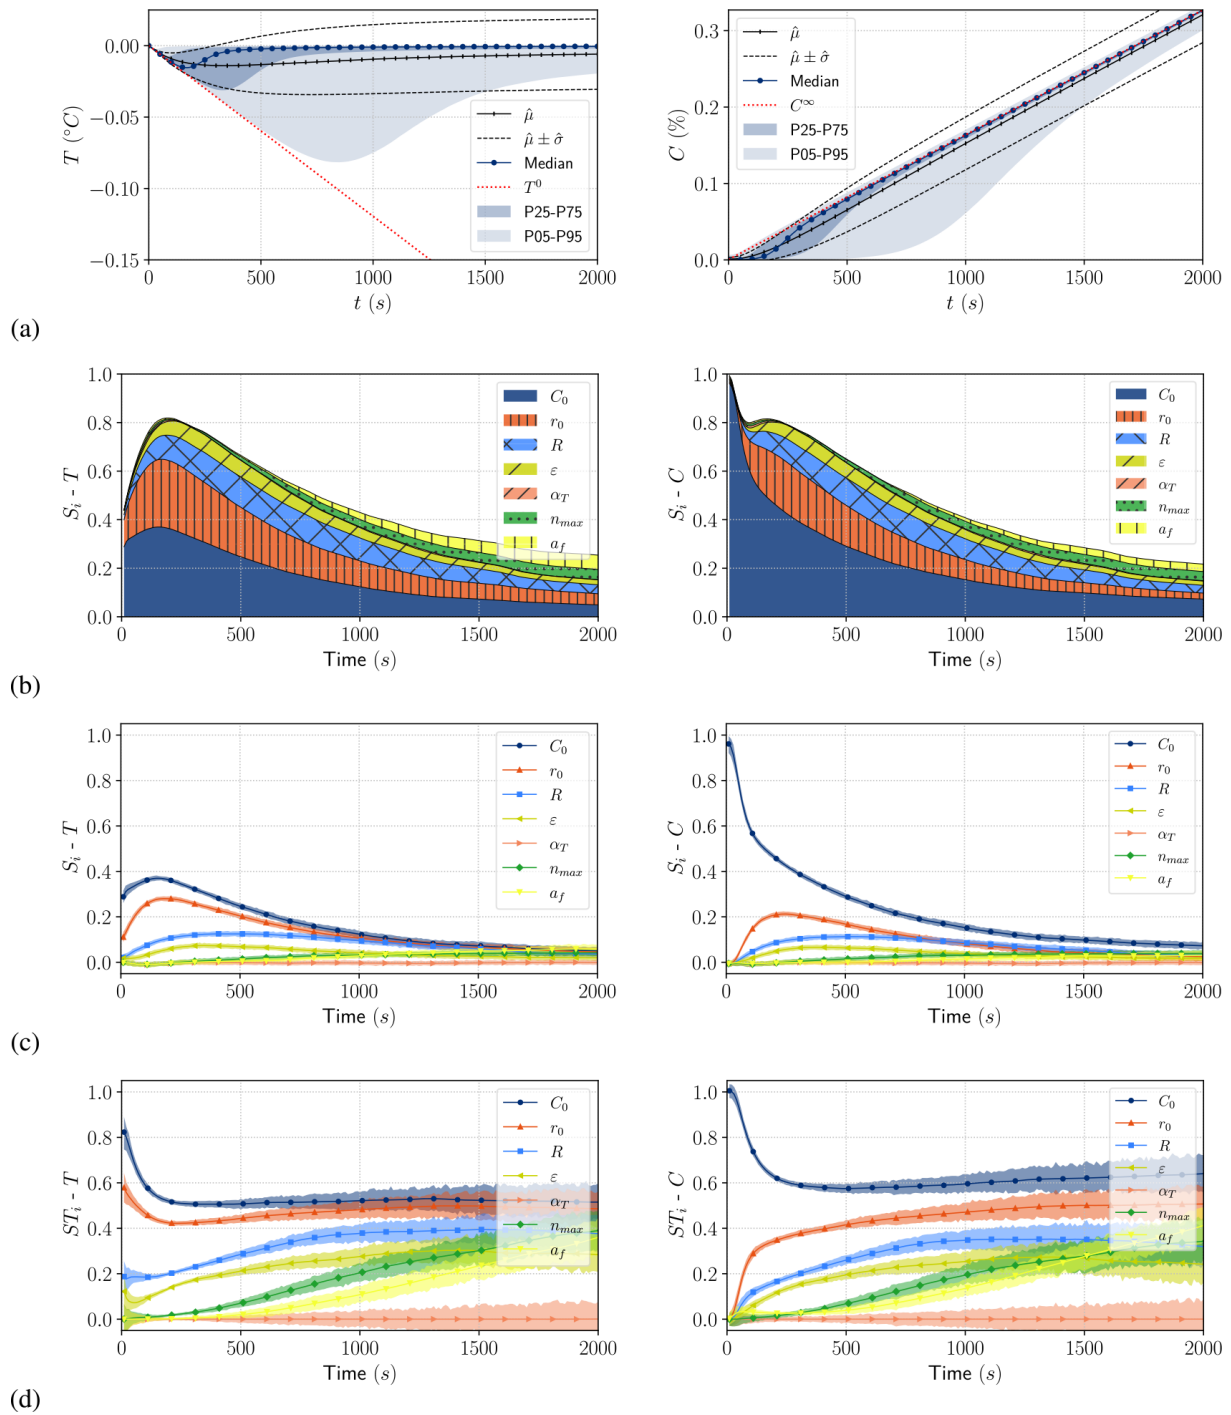 0.00
−0.05
−0.10
−0.15
T (°C)
0
500
1000
1500
2000
t (s)
μ̂
μ̂ ± σ̂
Median
T⁰
P25-P75
P05-P95
0.3
0.2
0.1
0.0
C (%)
0
500
1000
1500
2000
t (s)
μ̂
μ̂ ± σ̂
Median
C^∞
P25-P75
P05-P95
(a)
1.0
0.8
0.6
0.4
0.2
0.0
S_i - T
0
500
1000
1500
2000
Time (s)
C_0
r_0
R
ε
α_T
n_max
a_f
1.0
0.8
0.6
0.4
0.2
0.0
S_i - C
0
500
1000
1500
2000
Time (s)
C_0
r_0
R
ε
α_T
n_max
a_f
(b)
1.0
0.8
0.6
0.4
0.2
0.0
S_i - T
0
500
1000
1500
2000
Time (s)
C_0
r_0
R
ε
α_T
n_max
a_f
1.0
0.8
0.6
0.4
0.2
0.0
S_i - C
0
500
1000
1500
2000
Time (s)
C_0
r_0
R
ε
α_T
n_max
a_f
(c)
1.0
0.8
0.6
0.4
0.2
0.0
ST_i - T
0
500
1000
1500
2000
Time (s)
C_0
r_0
R
ε
α_T
n_max
a_f
1.0
0.8
0.6
0.4
0.2
0.0
ST_i - C
0
500
1000
1500
2000
Time (s)
C_0
r_0
R
ε
α_T
n_max
a_f
(d)